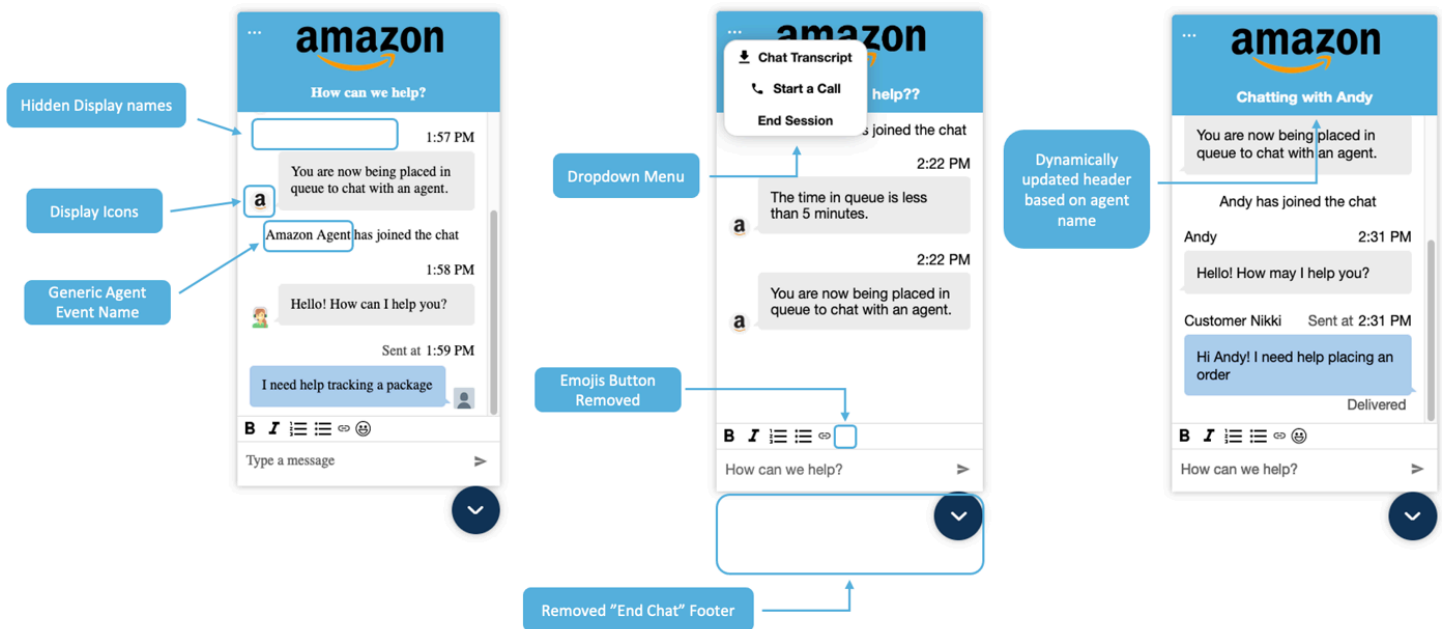 Hidden Display names
Display Icons
Generic Agent
Event Name
...
amazon
How can we help?
1:57 PM
You are now being placed in
queue to chat with an agent.
a
Amazon Agent has joined the chat
1:58 PM
Hello! How can I help you?
Sent at 1:59 PM
I need help tracking a package
B I
Type a message
Dropdown Menu
Emojis Button
Removed
Removed "End Chat" Footer
...
amazon
Chat Transcript
Start a Call
End Session
help??
s joined the chat
2:22 PM
The time in queue is less
than 5 minutes.
a
2:22 PM
You are now being placed in
queue to chat with an agent.
a
B I
How can we help?
Dynamically
updated header
based on agent
name
...
amazon
Chatting with Andy
You are now being placed in
queue to chat with an agent.
Andy has joined the chat
Andy 2:31 PM
Hello! How may I help you?
Customer Nikki Sent at 2:31 PM
Hi Andy! I need help placing an
order
Delivered
B I
How can we help?